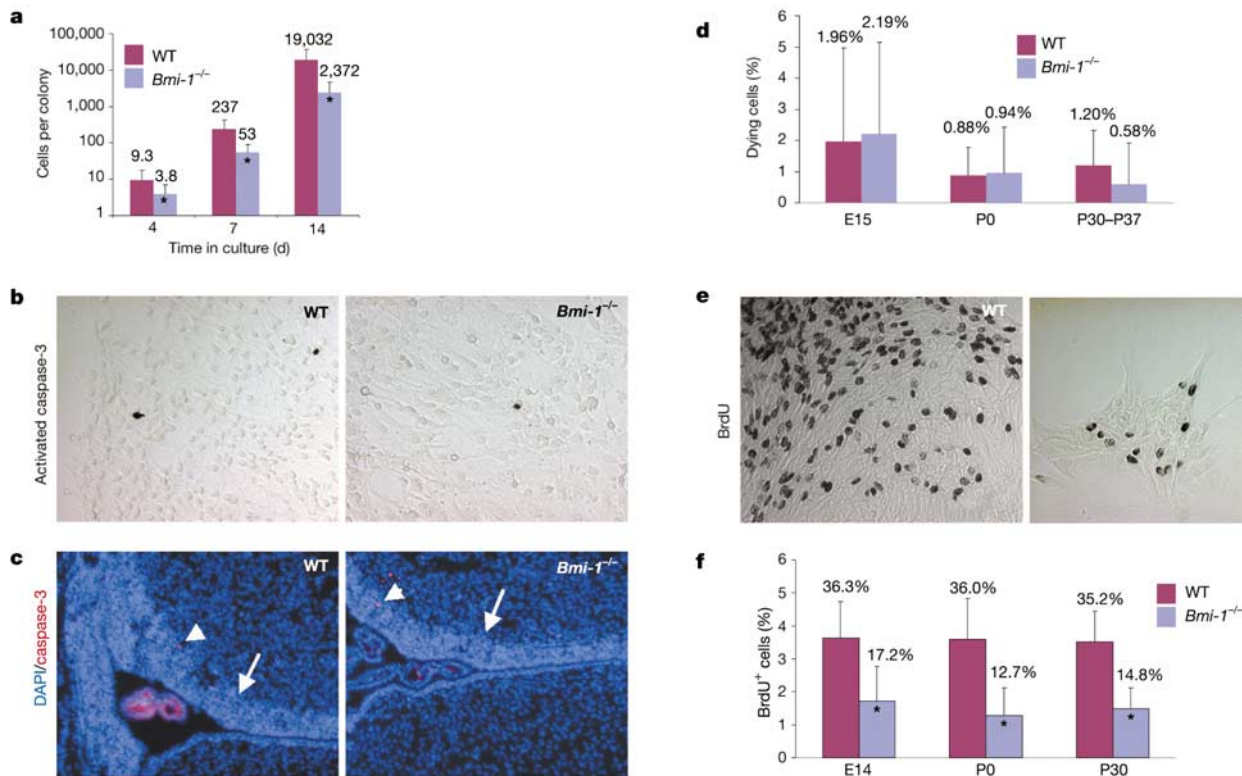 a
100,000
10,000
1,000
100
10
1
Cells per colony
WT
Bmi-1⁻/⁻
9.3
3.8
237
53
19,032
2,372
*
*
*
4
7
14
Time in culture (d)
b
Activated caspase-3
WT
Bmi-1⁻/⁻
c
DAPI/caspase-3
WT
Bmi-1⁻/⁻
d
6
5
4
3
2
1
0
Dying cells (%)
WT
Bmi-1⁻/⁻
1.96%
2.19%
0.88%
0.94%
1.20%
0.58%
E15
P0
P30–P37
e
BrdU
WT
f
6
5
4
3
2
1
0
BrdU⁺ cells (%)
WT
Bmi-1⁻/⁻
36.3%
17.2%
36.0%
12.7%
35.2%
14.8%
*
*
*
E14
P0
P30